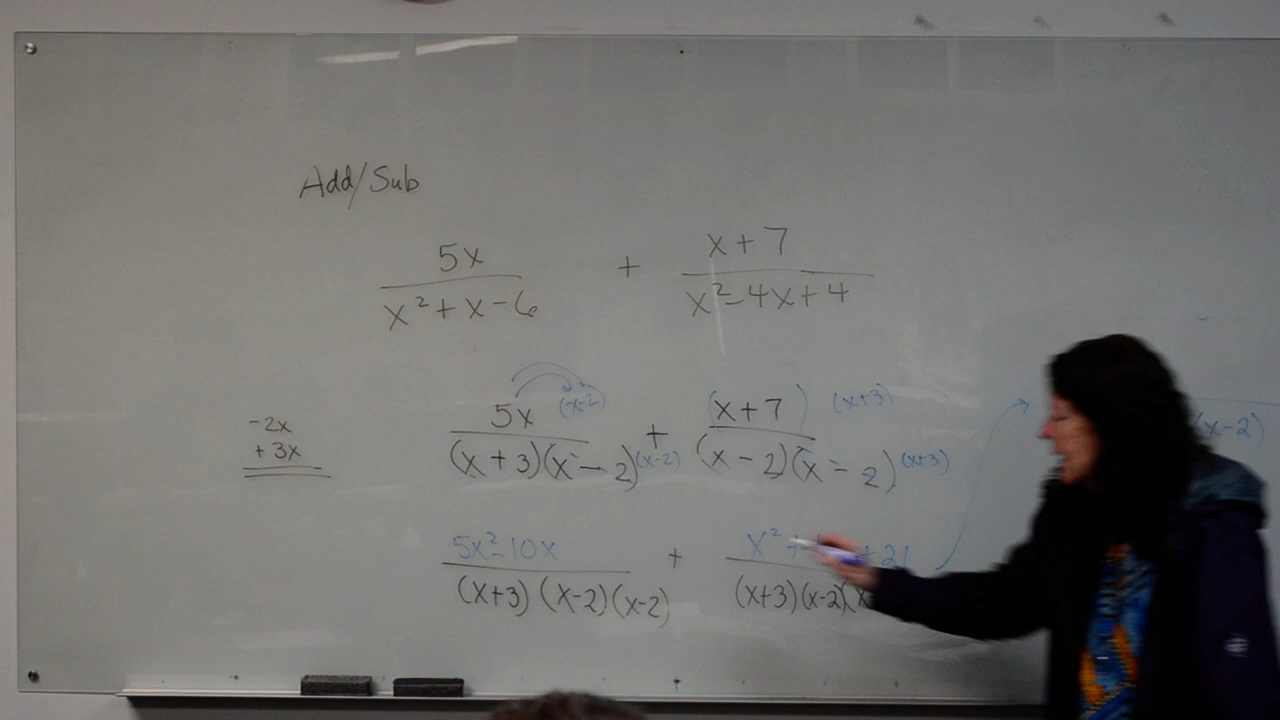 Add/Sub
5x + x+7
x²+x-6 x²-4x+4
-2x
+3x
5x (x-2) + (x+7) (x+3)
(x+3)(x-2)(x-2) (x-2)(x-2)(x+3)
(x-2)
5x²-10x + x²+ +21
(x+3)(x-2)(x-2) (x+3)(x-2)(x